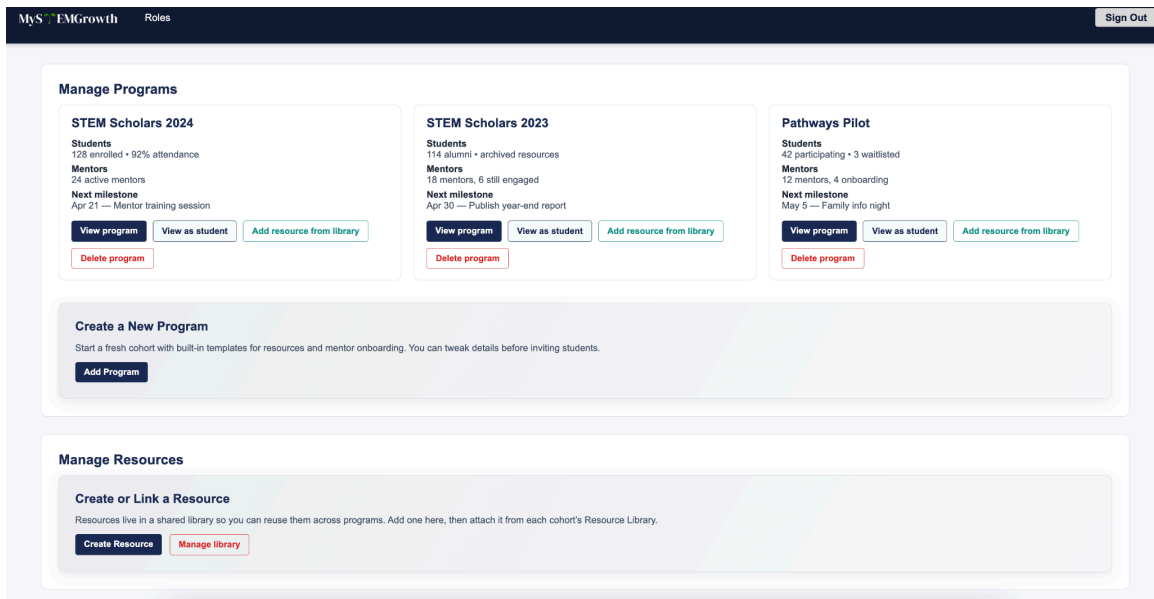 MySTEMGrowth
Roles
Sign Out
Manage Programs
STEM Scholars 2024
Students
128 enrolled • 92% attendance
Mentors
24 active mentors
Next milestone
Apr 21 — Mentor training session
View program
View as student
Add resource from library
Delete program
STEM Scholars 2023
Students
114 alumni • archived resources
Mentors
18 mentors, 6 still engaged
Next milestone
Apr 30 — Publish year-end report
View program
View as student
Add resource from library
Delete program
Pathways Pilot
Students
42 participating • 3 waitlisted
Mentors
12 mentors, 4 onboarding
Next milestone
May 5 — Family info night
View program
View as student
Add resource from library
Delete program
Create a New Program
Start a fresh cohort with built-in templates for resources and mentor onboarding. You can tweak details before inviting students.
Add Program
Manage Resources
Create or Link a Resource
Resources live in a shared library so you can reuse them across programs. Add one here, then attach it from each cohort's Resource Library.
Create Resource
Manage library